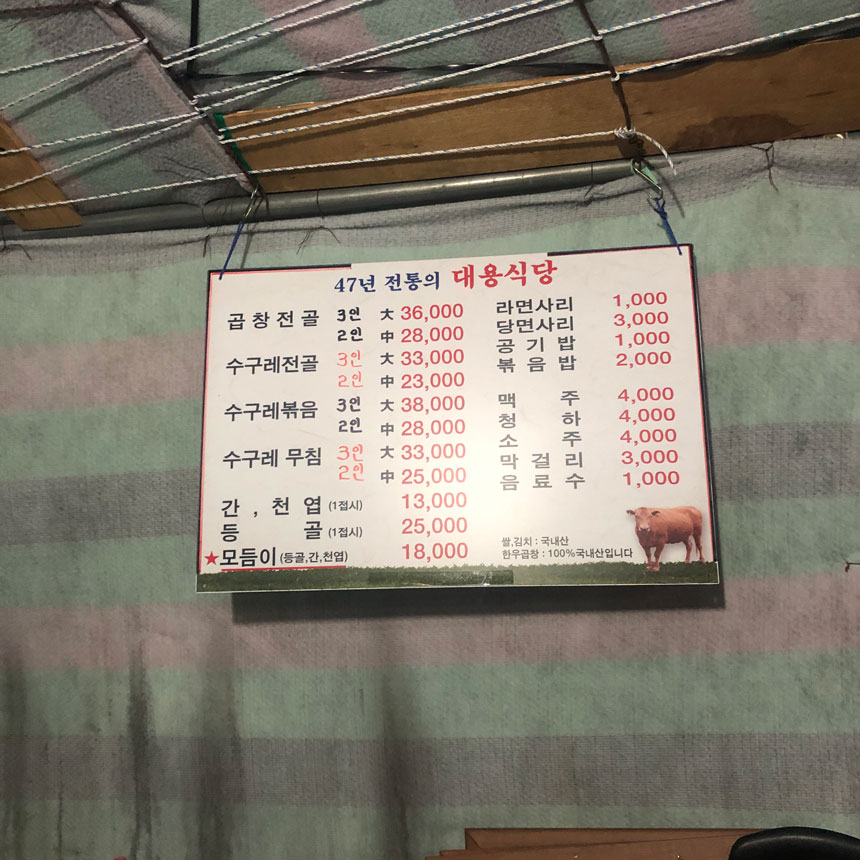 47년 전통의 대용식당
곱창전골 3인 大 36,000
2인 中 28,000
수구레전골 3인 大 33,000
2인 中 23,000
수구레볶음 3인 大 38,000
2인 中 28,000
수구레 무침 3인 大 33,000
2인 中 25,000
간, 천엽 (1접시) 13,000
등골 (1접시) 25,000
★모듬이 (등골,간,천엽) 18,000
라면사리 1,000
당면사리 3,000
공기밥 1,000
볶음밥 2,000
맥주 4,000
청하 4,000
소주 4,000
막걸리 3,000
음료수 1,000
쌀,김치 : 국내산
한우곱창 : 100%국내산입니다